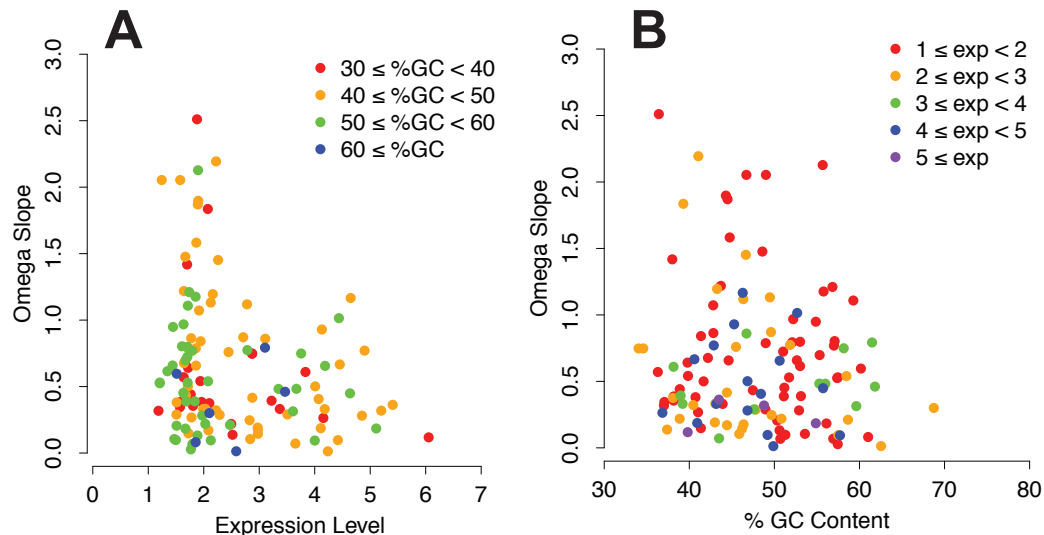 A
30 ≤ %GC < 40
40 ≤ %GC < 50
50 ≤ %GC < 60
60 ≤ %GC
Omega Slope
0.0 0.5 1.0 1.5 2.0 2.5 3.0
0 1 2 3 4 5 6 7
Expression Level
B
1 ≤ exp < 2
2 ≤ exp < 3
3 ≤ exp < 4
4 ≤ exp < 5
5 ≤ exp
Omega Slope
0.0 0.5 1.0 1.5 2.0 2.5 3.0
30 40 50 60 70 80
% GC Content